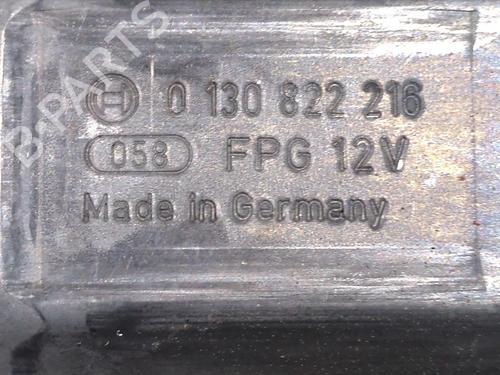 B-PARTS
0 130 822 216
058 FPG 12V
Made in Germany